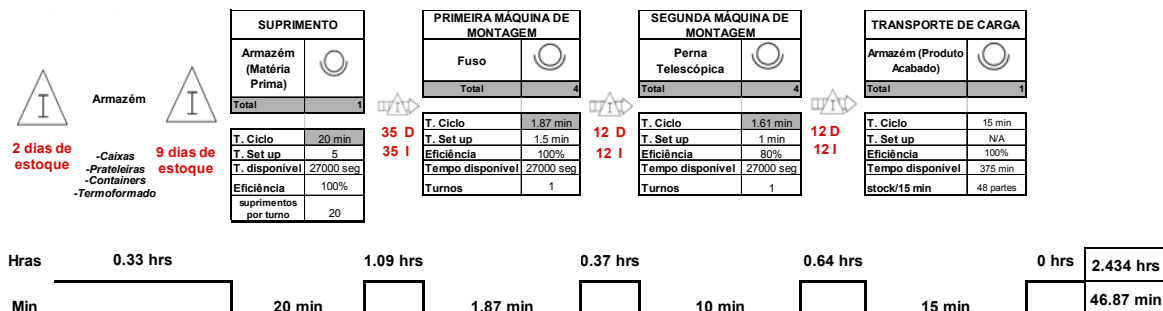 SUPRIMENTO
Armazém
(Matéria
Prima)
Total 1
T. Ciclo 20 min
T. Set up 5
T. disponível 27000 seg
Eficiência 100%
suprimentos
por turno 20
PRIMEIRA MÁQUINA DE
MONTAGEM
Fuso
Total 4
T. Ciclo 1.87 min
T. Set up 1.5 min
Eficiência 100%
Tempo disponível 27000 seg
Turnos 1
SEGUNDA MÁQUINA DE
MONTAGEM
Perna
Telescópica
Total 4
T. Ciclo 1.61 min
T. Set up 1 min
Eficiência 80%
Tempo disponível 27000 seg
Turnos 1
TRANSPORTE DE CARGA
Armazém (Produto
Acabado)
Total 1
T. Ciclo 15 min
T. Set up N/A
Eficiência 100%
Tempo disponível 375 min
stock/15 min 48 partes
I
Armazém
I
2 dias de
estoque
-Caixas
-Prateleiras
-Containers
-Termoformado
9 dias de
estoque
I
35 D
35 I
I
12 D
12 I
I
12 D
12 I
Hras 0.33 hrs 1.09 hrs 0.37 hrs 0.64 hrs 0 hrs 2.434 hrs
Min 20 min 1.87 min 10 min 15 min 46.87 min